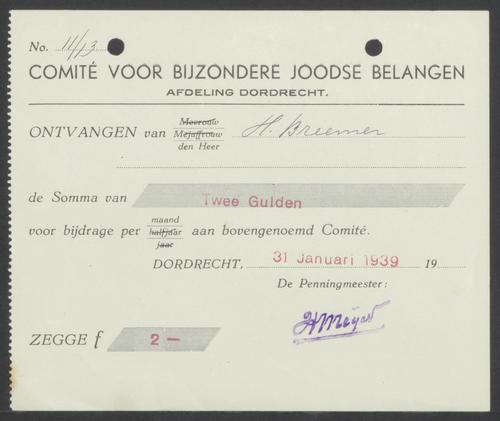 No. 11/13
COMITÉ VOOR BIJZONDERE JOODSE BELANGEN
AFDELING DORDRECHT.
Mevrouw
ONTVANGEN van Mejuffrouw H. Breemer
den Heer
de Somma van Twee Gulden
maand
voor bijdrage per halfjaar aan bovengenoemd Comité.
jaar
DORDRECHT, 31 Januari 1939 19
De Penningmeester:
HMeijer
ZEGGE f 2 —